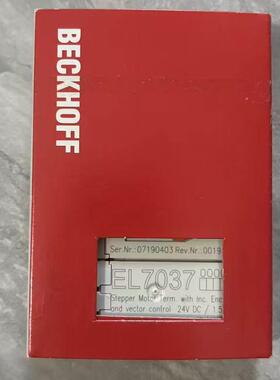 BECKHOFF
Ser.Nr.: 07190403 Rev.Nr.: 0019
EL7037
Stepper Motor Term. with Inc. Enc
and vector control 24V DC / 1.5